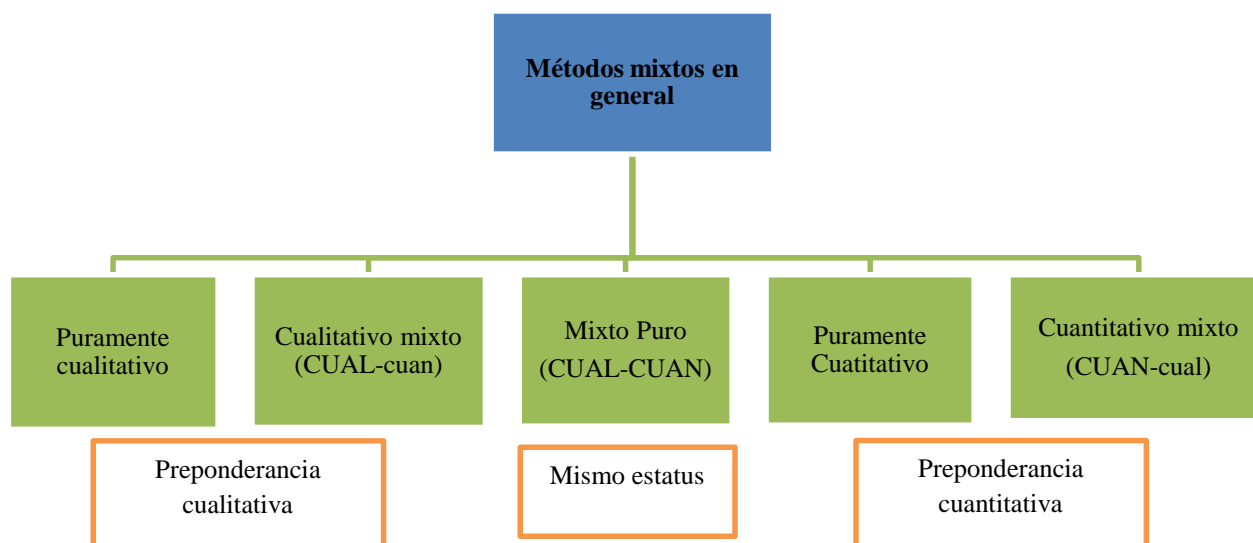 Métodos mixtos en
general
Puramente
cualitativo
Cualitativo mixto
(CUAL-cuan)
Mixto Puro
(CUAL-CUAN)
Puramente
Cuatitativo
Cuantitativo mixto
(CUAN-cual)
Preponderancia
cualitativa
Mismo estatus
Preponderancia
cuantitativa